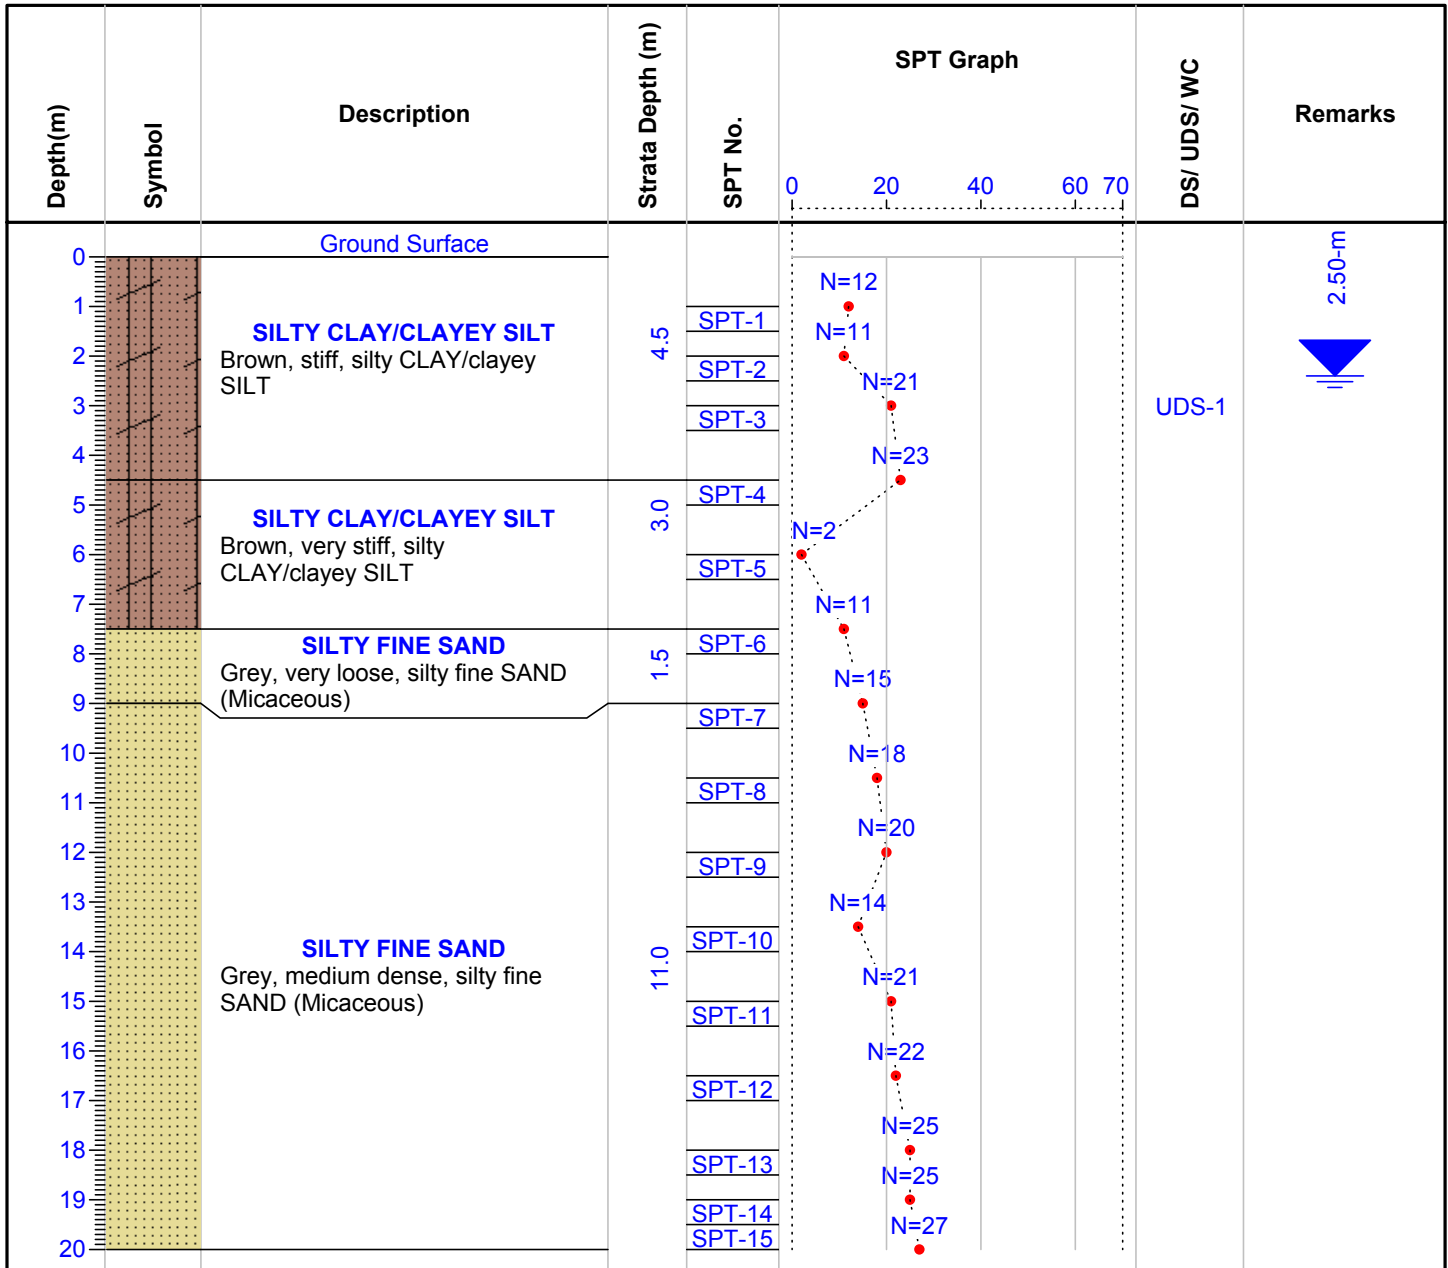 Depth(m)
Symbol
Description
Strata Depth (m)
SPT No.
SPT Graph
0 20 40 60 70
DS/ UDS/ WC
Remarks
Ground Surface
0
1
2
3
4
5
6
7
8
9
10
11
12
13
14
15
16
17
18
19
20
SILTY CLAY/CLAYEY SILT
Brown, stiff, silty CLAY/clayey
SILT
SILTY CLAY/CLAYEY SILT
Brown, very stiff, silty
CLAY/clayey SILT
SILTY FINE SAND
Grey, very loose, silty fine SAND
(Micaceous)
SILTY FINE SAND
Grey, medium dense, silty fine
SAND (Micaceous)
4.5
3.0
1.5
11.0
SPT-1
SPT-2
SPT-3
SPT-4
SPT-5
SPT-6
SPT-7
SPT-8
SPT-9
SPT-10
SPT-11
SPT-12
SPT-13
SPT-14
SPT-15
N=12
N=11
N=21
N=23
N=2
N=11
N=15
N=18
N=20
N=14
N=21
N=22
N=25
N=25
N=27
UDS-1
2.50-m